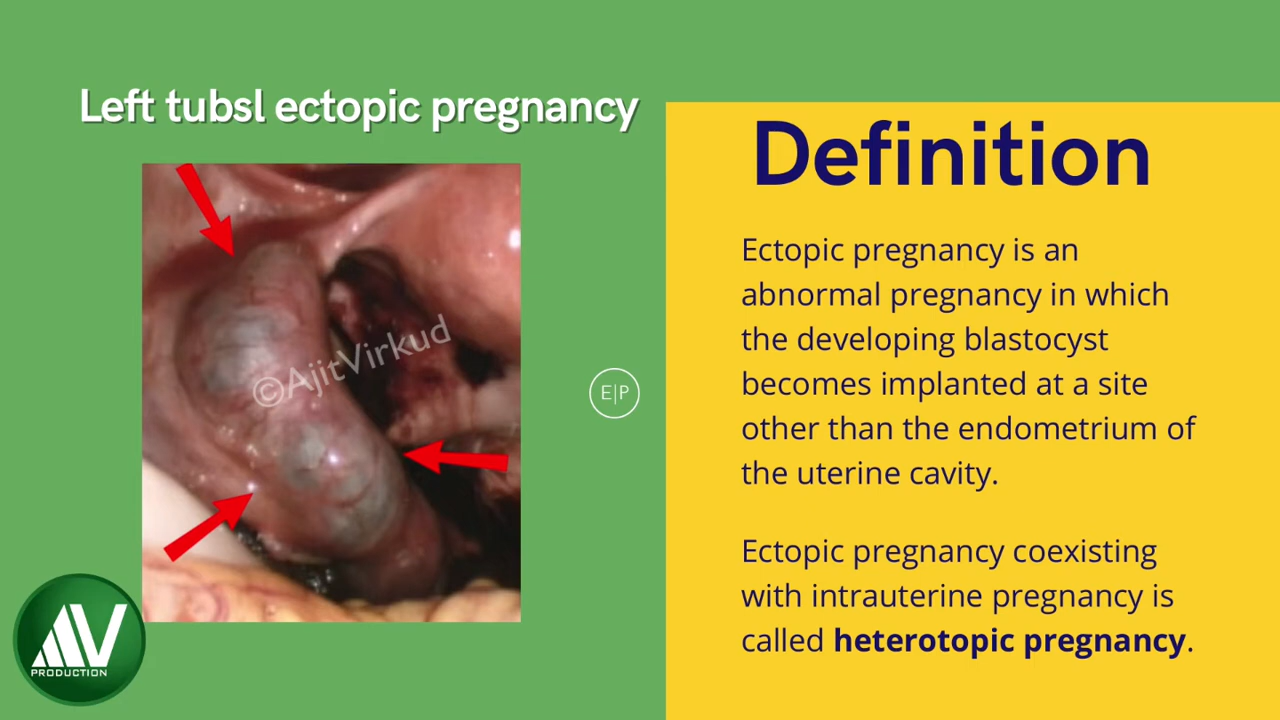 Left tubsl ectopic pregnancy
©AjitVirkud
E|P
AV
PRODUCTION
Definition
Ectopic pregnancy is an
abnormal pregnancy in which
the developing blastocyst
becomes implanted at a site
other than the endometrium of
the uterine cavity.
Ectopic pregnancy coexisting
with intrauterine pregnancy is
called heterotopic pregnancy.